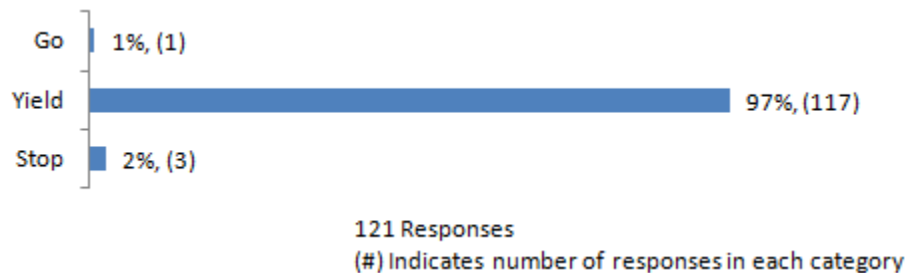 Go 1%, (1)
Yield 97%, (117)
Stop 2%, (3)
121 Responses
(#) Indicates number of responses in each category